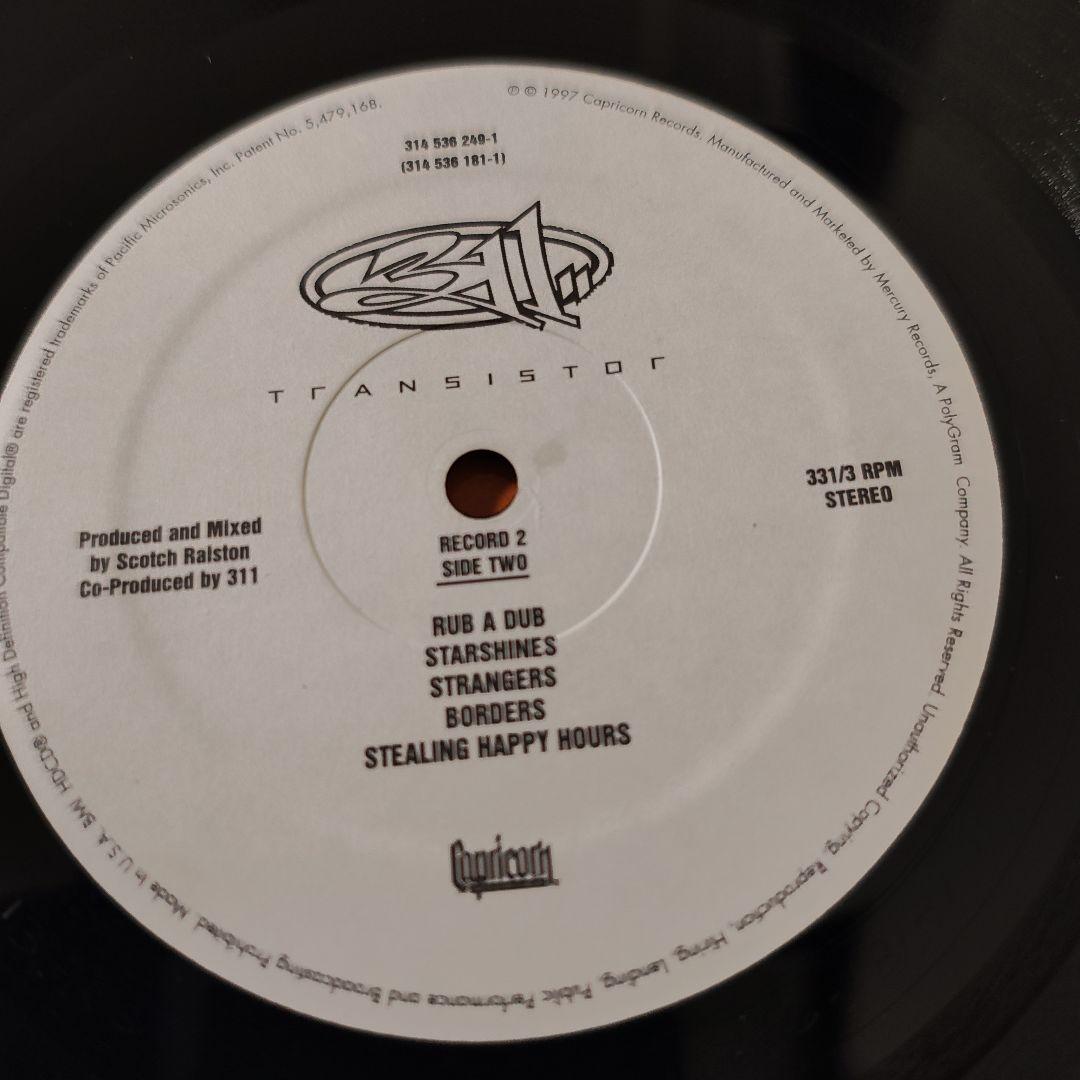 HDCD® and High Definition Compatible Digital® are registered trademarks of Pacific Microsonics, Inc. Patent No. 5,479,168.
℗ © 1997 Capricorn Records, Manufactured and Marketed by Mercury Records, A PolyGram Company. All Rights Reserved. Unauthorized Copying, Reproduction, Hiring, Lending, Public Performance and Broadcasting Prohibited. Made In U.S.A. BMI
314 536 249-1
(314 536 181-1)
311
TRANSISTOR
331/3 RPM
STEREO
Produced and Mixed
by Scotch Ralston
Co-Produced by 311
RECORD 2
SIDE TWO
RUB A DUB
STARSHINES
STRANGERS
BORDERS
STEALING HAPPY HOURS
Capricorn